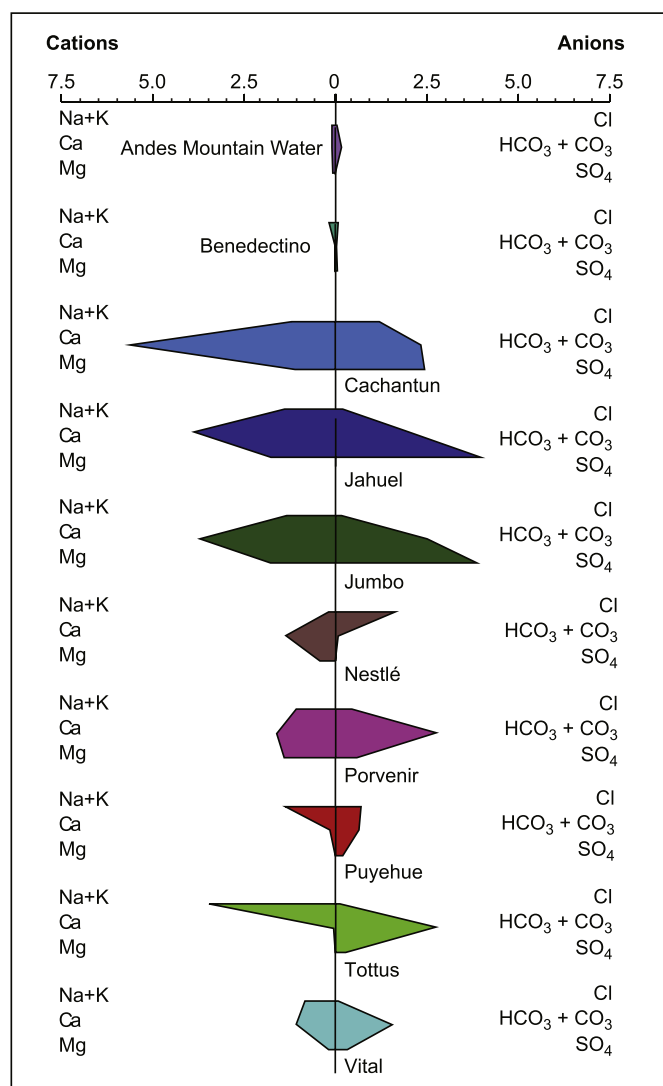 Cations Anions
7.5 5.0 2.5 0 2.5 5.0 7.5
Na+K Cl
Ca Andes Mountain Water HCO₃ + CO₃
Mg SO₄
Na+K Cl
Ca Benedectino HCO₃ + CO₃
Mg SO₄
Na+K Cl
Ca HCO₃ + CO₃
Mg SO₄
Cachantun
Na+K Cl
Ca HCO₃ + CO₃
Mg SO₄
Jahuel
Na+K Cl
Ca HCO₃ + CO₃
Mg SO₄
Jumbo
Na+K Cl
Ca HCO₃ + CO₃
Mg SO₄
Nestlé
Na+K Cl
Ca HCO₃ + CO₃
Mg SO₄
Porvenir
Na+K Cl
Ca HCO₃ + CO₃
Mg SO₄
Puyehue
Na+K Cl
Ca HCO₃ + CO₃
Mg SO₄
Tottus
Na+K Cl
Ca HCO₃ + CO₃
Mg SO₄
Vital